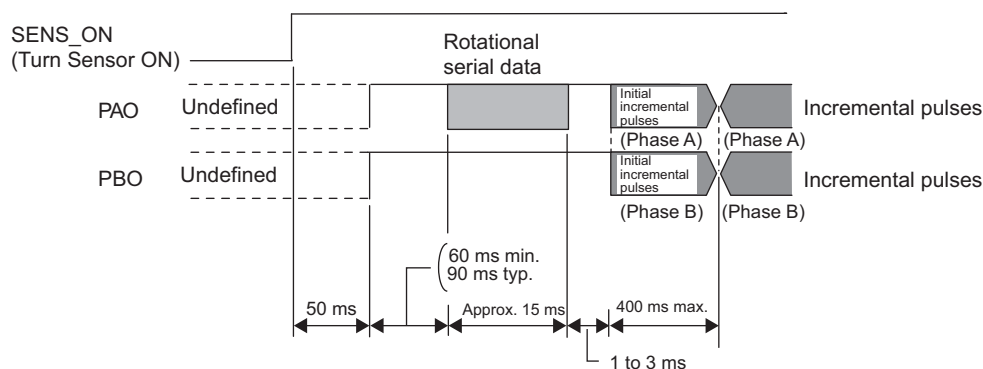 SENS_ON
(Turn Sensor ON)
Rotational
serial data
PAO
Undefined
Initial
incremental
pulses
Incremental pulses
(Phase A)
(Phase A)
PBO
Undefined
Initial
incremental
pulses
Incremental pulses
(Phase B)
(Phase B)
60 ms min.
90 ms typ.
50 ms
Approx. 15 ms
400 ms max.
1 to 3 ms